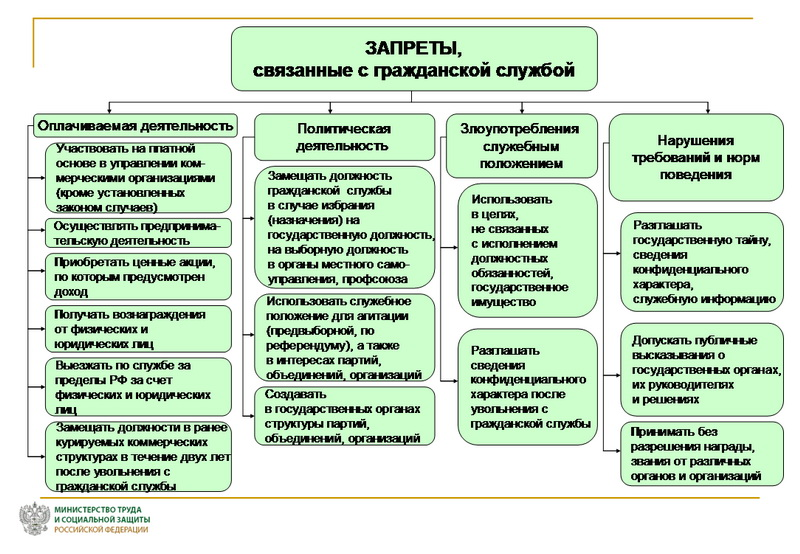 ЗАПРЕТЫ,
связанные с гражданской службой
Оплачиваемая деятельность
Участвовать на платной
основе в управлении ком-
мерческими организациями
(кроме установленных
законом случаев)
Осуществлять предпринима-
тельскую деятельность
Приобретать ценные акции,
по которым предусмотрен
доход
Получать вознаграждения
от физических и
юридических лиц
Выезжать по службе за
пределы РФ за счет
физических и юридических
лиц
Замещать должности в ранее
курируемых коммерческих
структурах в течение двух лет
после увольнения с
гражданской службы
Политическая
деятельность
Замещать должность
гражданской службы
в случае избрания
(назначения) на
государственную должность,
на выборную должность
в органы местного само-
управления, профсоюза
Использовать служебное
положение для агитации
(предвыборной, по
референдуму), а также
в интересах партий,
объединений, организаций
Создавать
в государственных органах
структуры партий,
объединений, организаций
Злоупотребления
служебным
положением
Использовать
в целях,
не связанных
с исполнением
должностных
обязанностей,
государственное
имущество
Разглашать
сведения
конфиденциального
характера после
увольнения с
гражданской службы
Нарушения
требований и норм
поведения
Разглашать
государственную тайну,
сведения
конфиденциального
характера,
служебную информацию
Допускать публичные
высказывания о
государственных органах,
их руководителях
и решениях
Принимать без
разрешения награды,
звания от различных
органов и организаций
МИНИСТЕРСТВО ТРУДА
И СОЦИАЛЬНОЙ ЗАЩИТЫ
РОССИЙСКОЙ ФЕДЕРАЦИИ